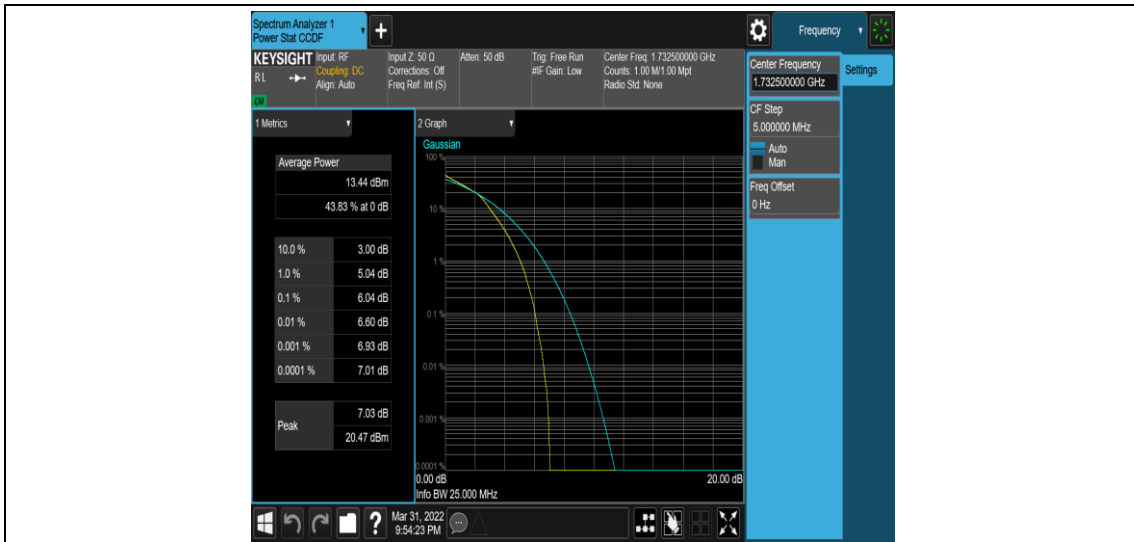 Spectrum Analyzer 1
Power Stat CCDF
Frequency
KEYSIGHT
RL
Input: RF
Coupling: DC
Align: Auto
Input Z: 50 Ω
Corrections: Off
Freq Ref: Int (S)
Atten: 50 dB
Trig: Free Run
#IF Gain: Low
Center Freq: 1.732500000 GHz
Counts: 1.00 M/1.00 Mpt
Radio Std: None
Center Frequency
1.732500000 GHz
Settings
CF Step
5.000000 MHz
Auto
Man
Freq Offset
0 Hz
1 Metrics
Average Power
13.44 dBm
43.83 % at 0 dB
10.0 % 3.00 dB
1.0 % 5.04 dB
0.1 % 6.04 dB
0.01 % 6.60 dB
0.001 % 6.93 dB
0.0001 % 7.01 dB
Peak
7.03 dB
20.47 dBm
2 Graph
Gaussian
100 %
10 %
1 %
0.1 %
0.01 %
0.001 %
0.0001 %
0.00 dB 20.00 dB
Info BW 25.000 MHz
Mar 31, 2022
9:54:23 PM